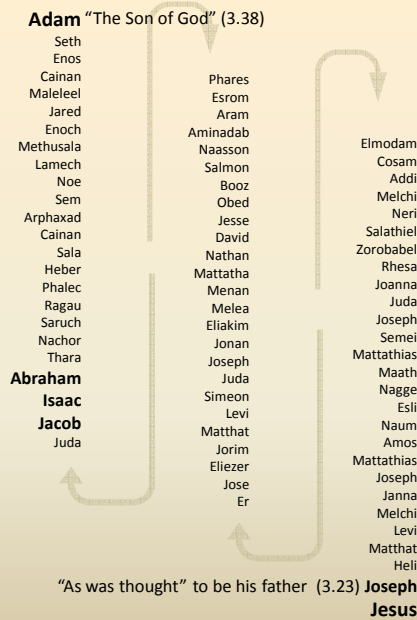 Adam “The Son of God” (3.38)
Seth
Enos
Cainan
Maleleel
Jared
Enoch
Methusala
Lamech
Noe
Sem
Arphaxad
Cainan
Sala
Heber
Phalec
Ragau
Saruch
Nachor
Thara
Abraham
Isaac
Jacob
Juda
Phares
Esrom
Aram
Aminadab
Naasson
Salmon
Booz
Obed
Jesse
David
Nathan
Mattatha
Menan
Melea
Eliakim
Jonan
Joseph
Juda
Simeon
Levi
Matthat
Jorim
Eliezer
Jose
Er
Elmodam
Cosam
Addi
Melchi
Neri
Salathiel
Zorobabel
Rhesa
Joanna
Juda
Joseph
Semei
Mattathias
Maath
Nagge
Esli
Naum
Amos
Mattathias
Joseph
Janna
Melchi
Levi
Matthat
Heli
“As was thought” to be his father (3.23) Joseph
Jesus